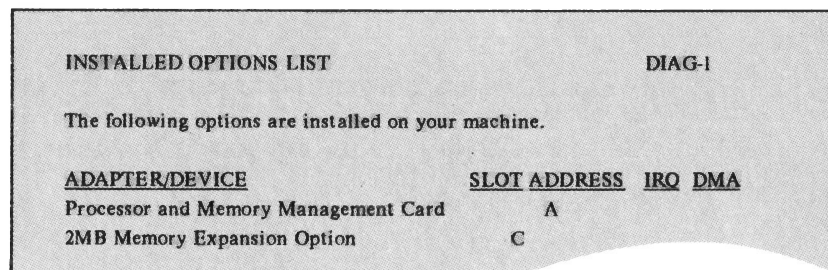 INSTALLED OPTIONS LIST DIAG-1
The following options are installed on your machine.
ADAPTER/DEVICE SLOT ADDRESS IRQ DMA
Processor and Memory Management Card A
2MB Memory Expansion Option C